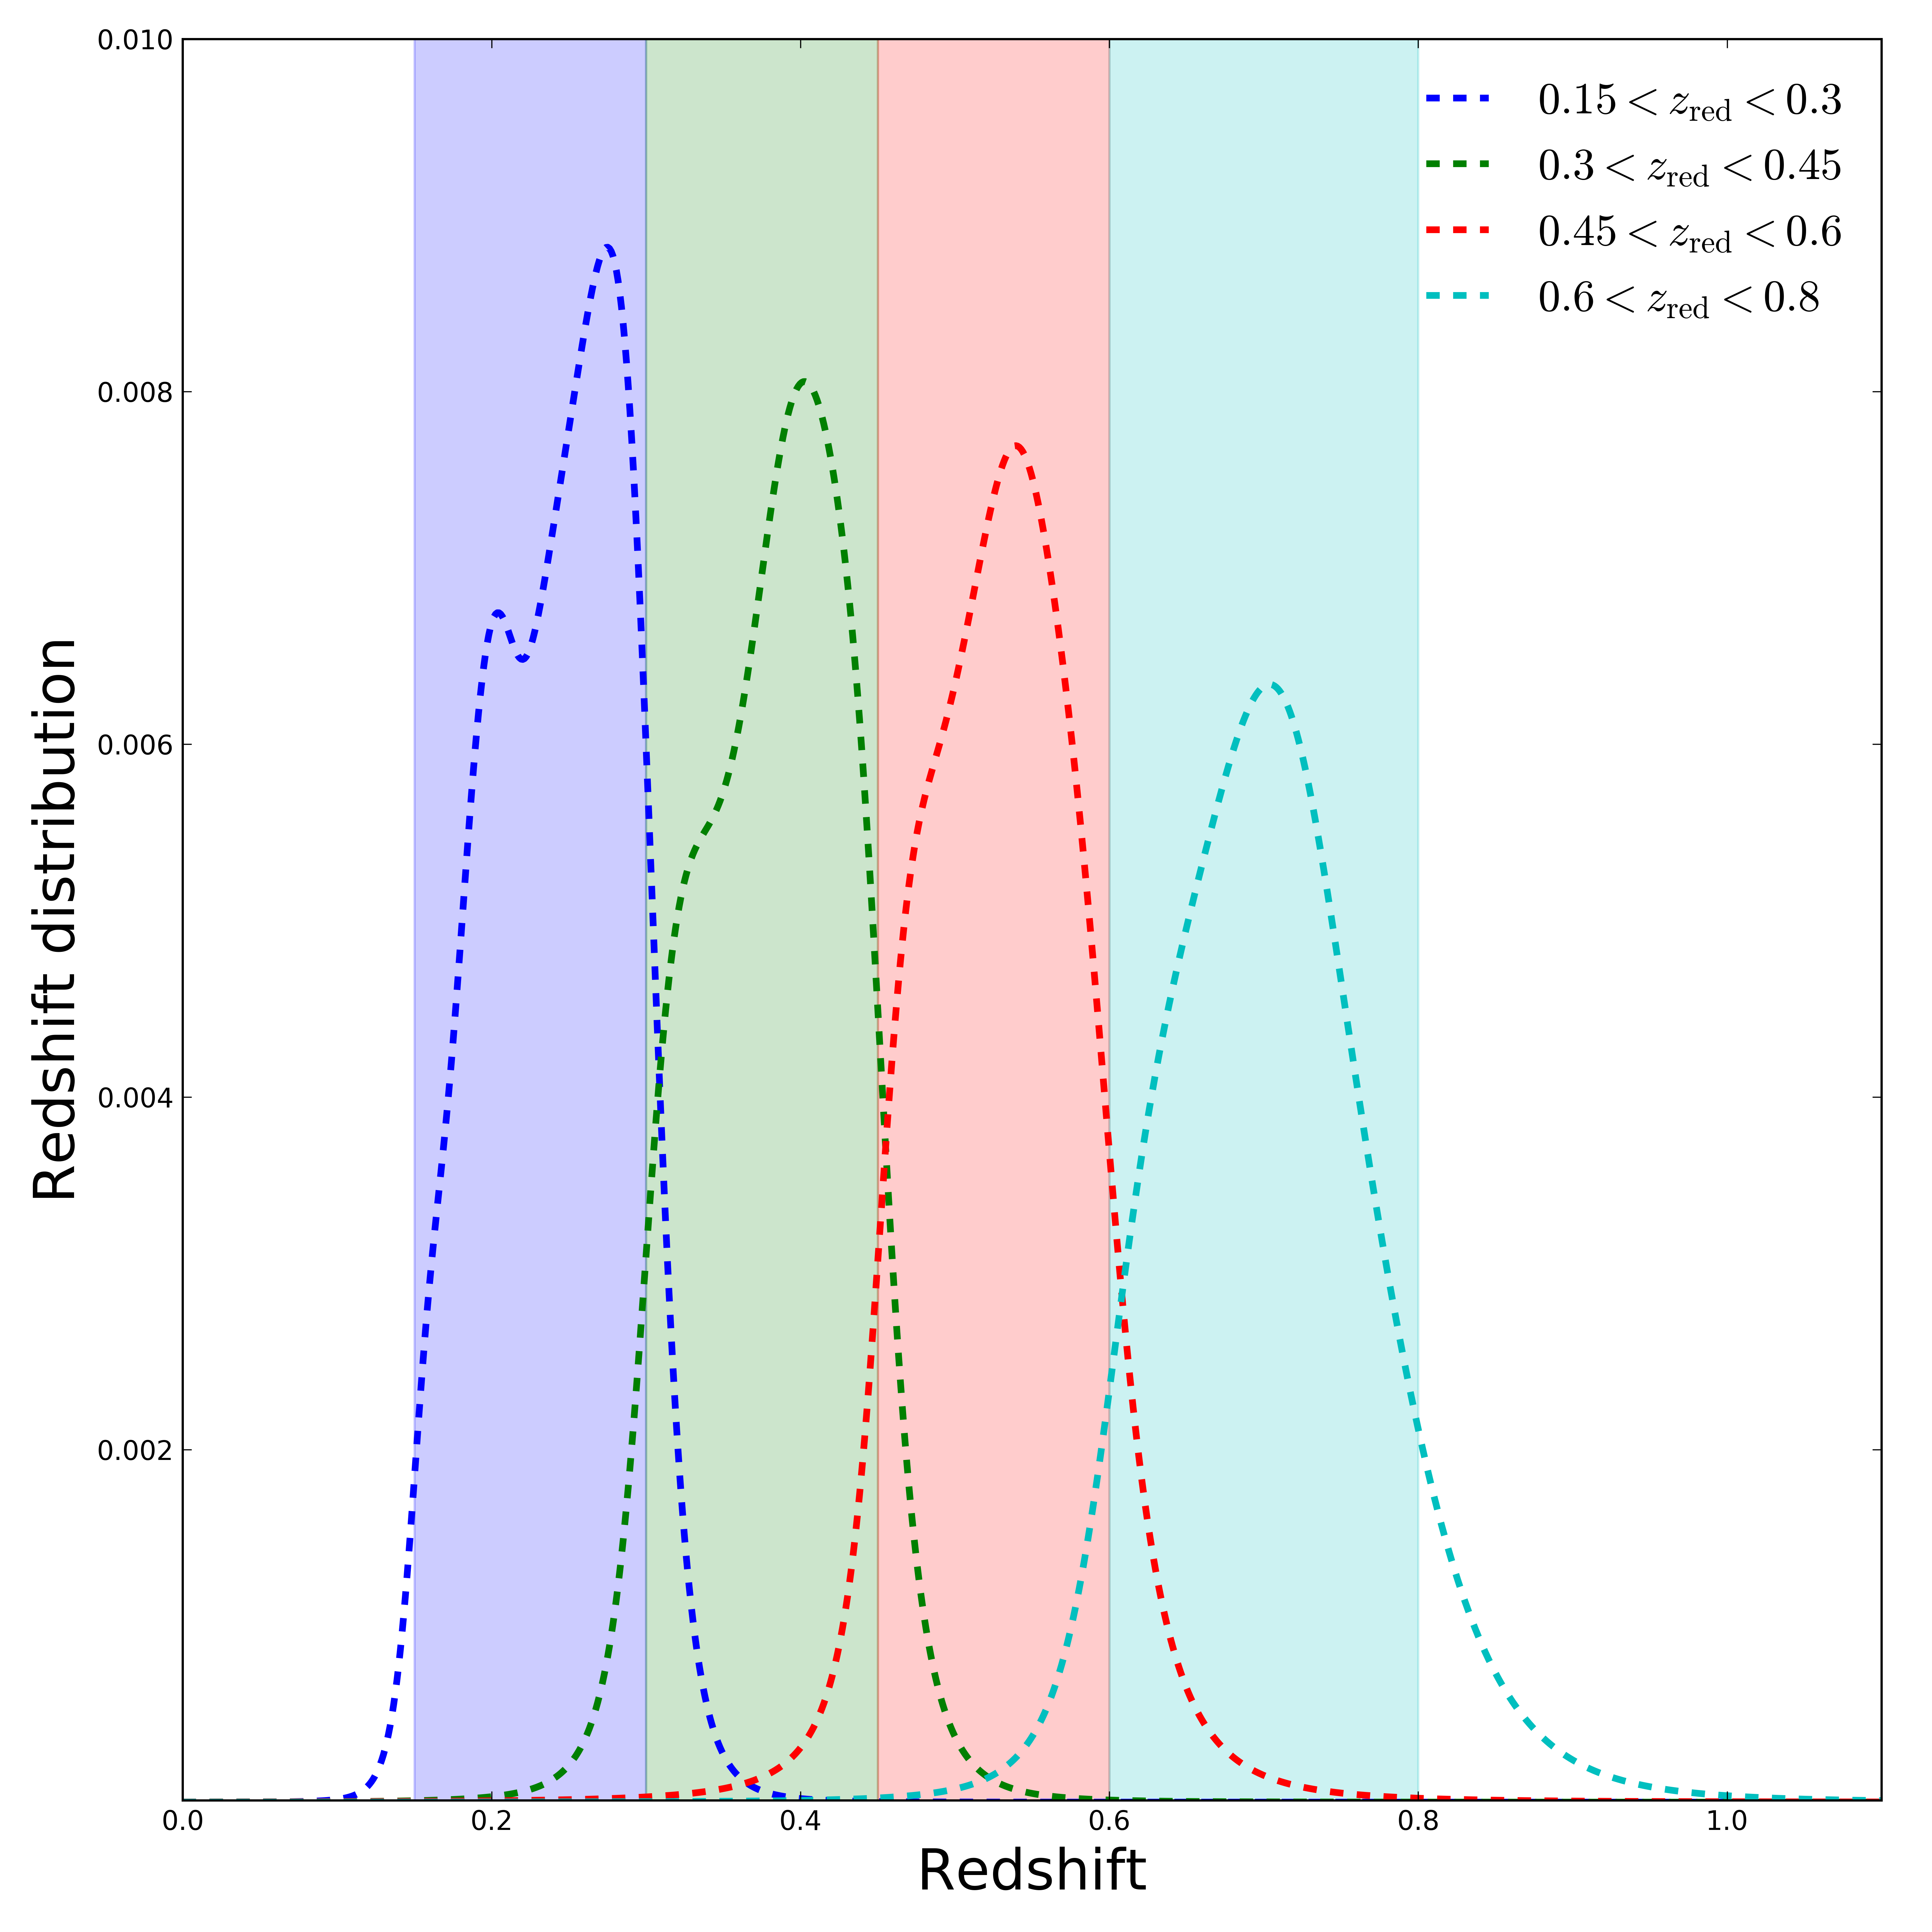 0.010
0.008
0.006
0.004
0.002
0.0 0.2 0.4 0.6 0.8 1.0
Redshift
Redshift distribution
0.15 < z_red < 0.3
0.3 < z_red < 0.45
0.45 < z_red < 0.6
0.6 < z_red < 0.8